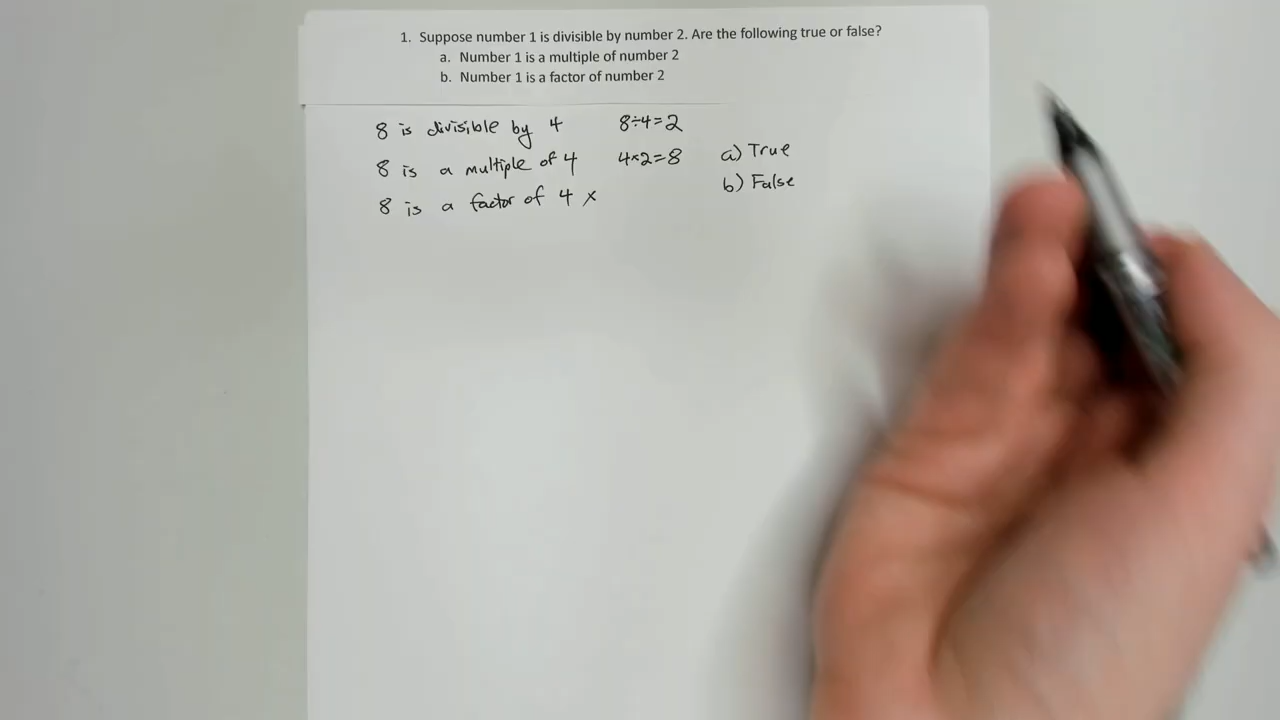 1. Suppose number 1 is divisible by number 2. Are the following true or false?
a. Number 1 is a multiple of number 2
b. Number 1 is a factor of number 2
8 is divisible by 4 8÷4=2
8 is a multiple of 4 4×2=8 a) True
b) False
8 is a factor of 4 x